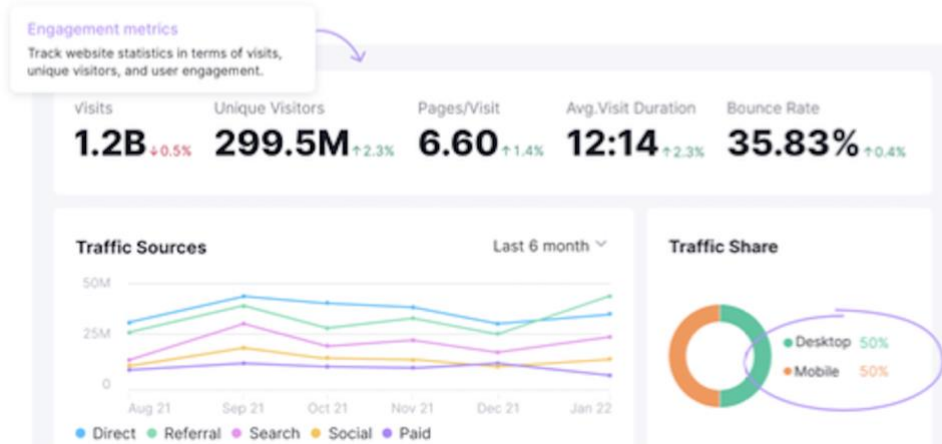 Engagement metrics
Track website statistics in terms of visits,
unique visitors, and user engagement.
Visits Unique Visitors Pages/Visit Avg.Visit Duration Bounce Rate
1.2B ↓0.5% 299.5M ↑2.3% 6.60 ↑1.4% 12:14 ↑2.3% 35.83% ↑0.4%
Traffic Sources Last 6 month Traffic Share
50M
25M
0
Aug 21 Sep 21 Oct 21 Nov 21 Dec 21 Jan 22
Direct Referral Search Social Paid
Desktop 50%
Mobile 50%